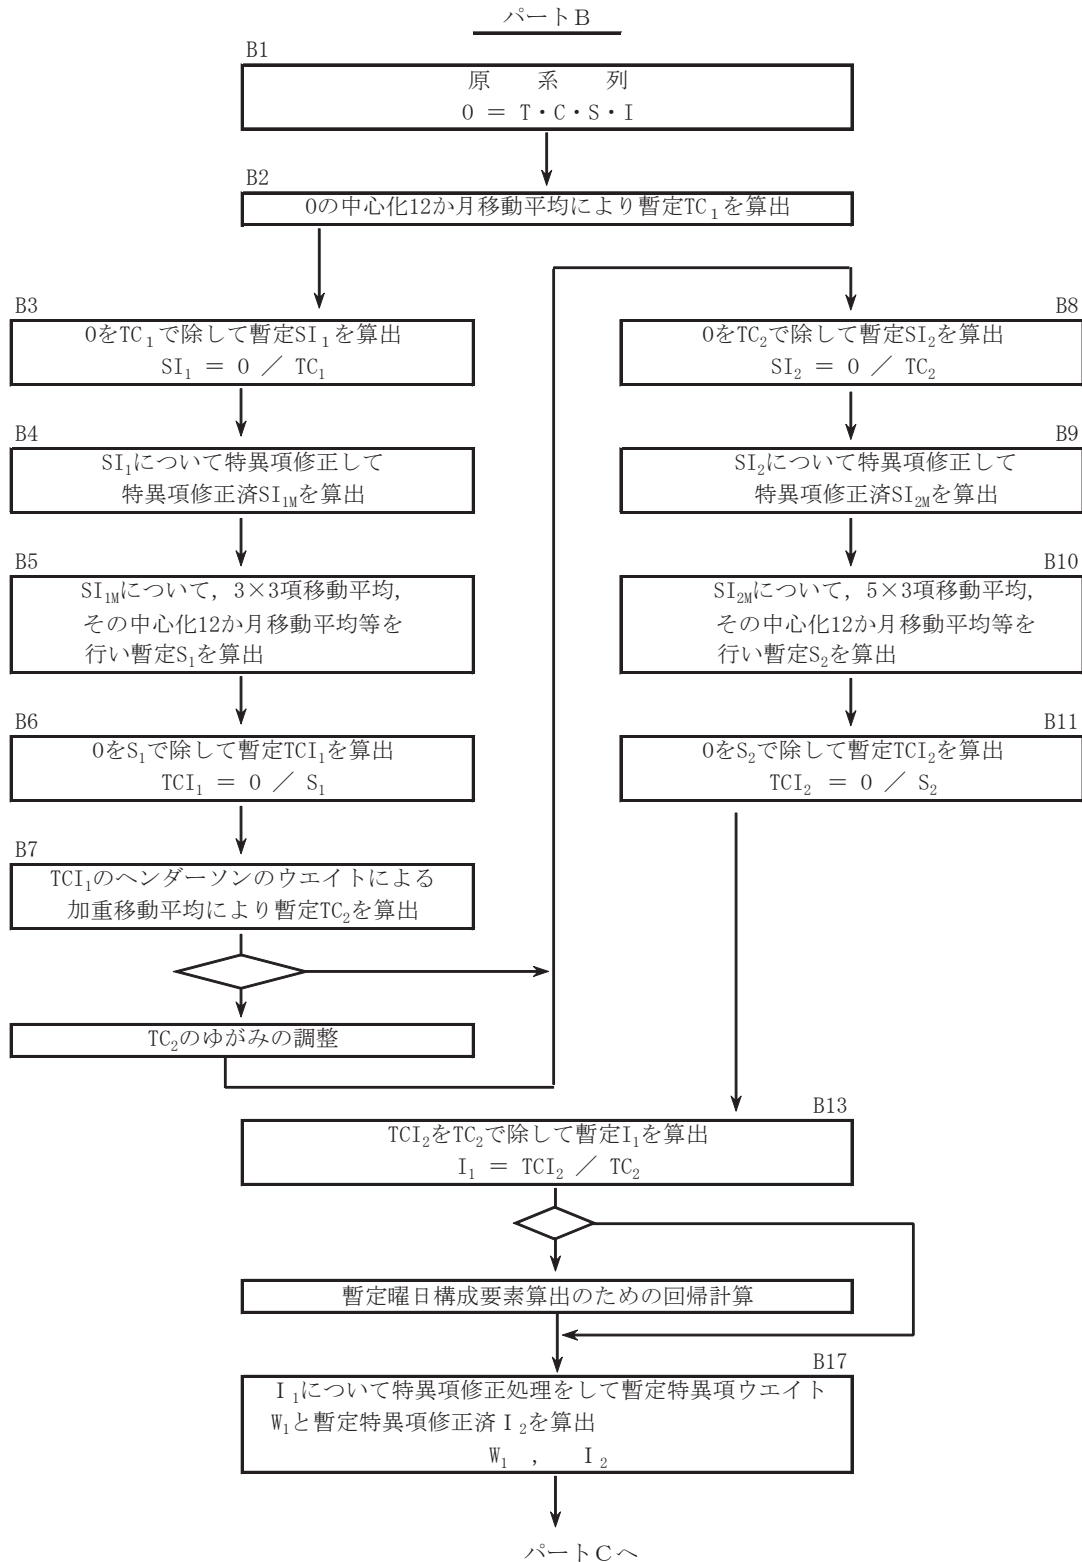 パートB
B1
原　系　列
O ＝ T・C・S・I
B2
Oの中心化12か月移動平均により暫定TC₁を算出
B3
OをTC₁で除して暫定SI₁を算出
SI₁ ＝ O ／ TC₁
B4
SI₁について特異項修正して
特異項修正済SI₁ₘを算出
B5
SI₁ₘについて，3×3項移動平均，
その中心化12か月移動平均等を
行い暫定S₁を算出
B6
OをS₁で除して暫定TCI₁を算出
TCI₁ ＝ O ／ S₁
B7
TCI₁のヘンダーソンのウエイトによる
加重移動平均により暫定TC₂を算出
TC₂のゆがみの調整
B8
OをTC₂で除して暫定SI₂を算出
SI₂ ＝ O ／ TC₂
B9
SI₂について特異項修正して
特異項修正済SI₂ₘを算出
B10
SI₂ₘについて，5×3項移動平均，
その中心化12か月移動平均等を
行い暫定S₂を算出
B11
OをS₂で除して暫定TCI₂を算出
TCI₂ ＝ O ／ S₂
B13
TCI₂をTC₂で除して暫定I₁を算出
I₁ ＝ TCI₂ ／ TC₂
暫定曜日構成要素算出のための回帰計算
B17
I₁について特異項修正処理をして暫定特異項ウエイト
W₁と暫定特異項修正済I₂を算出
W₁ ， I₂
パートCへ